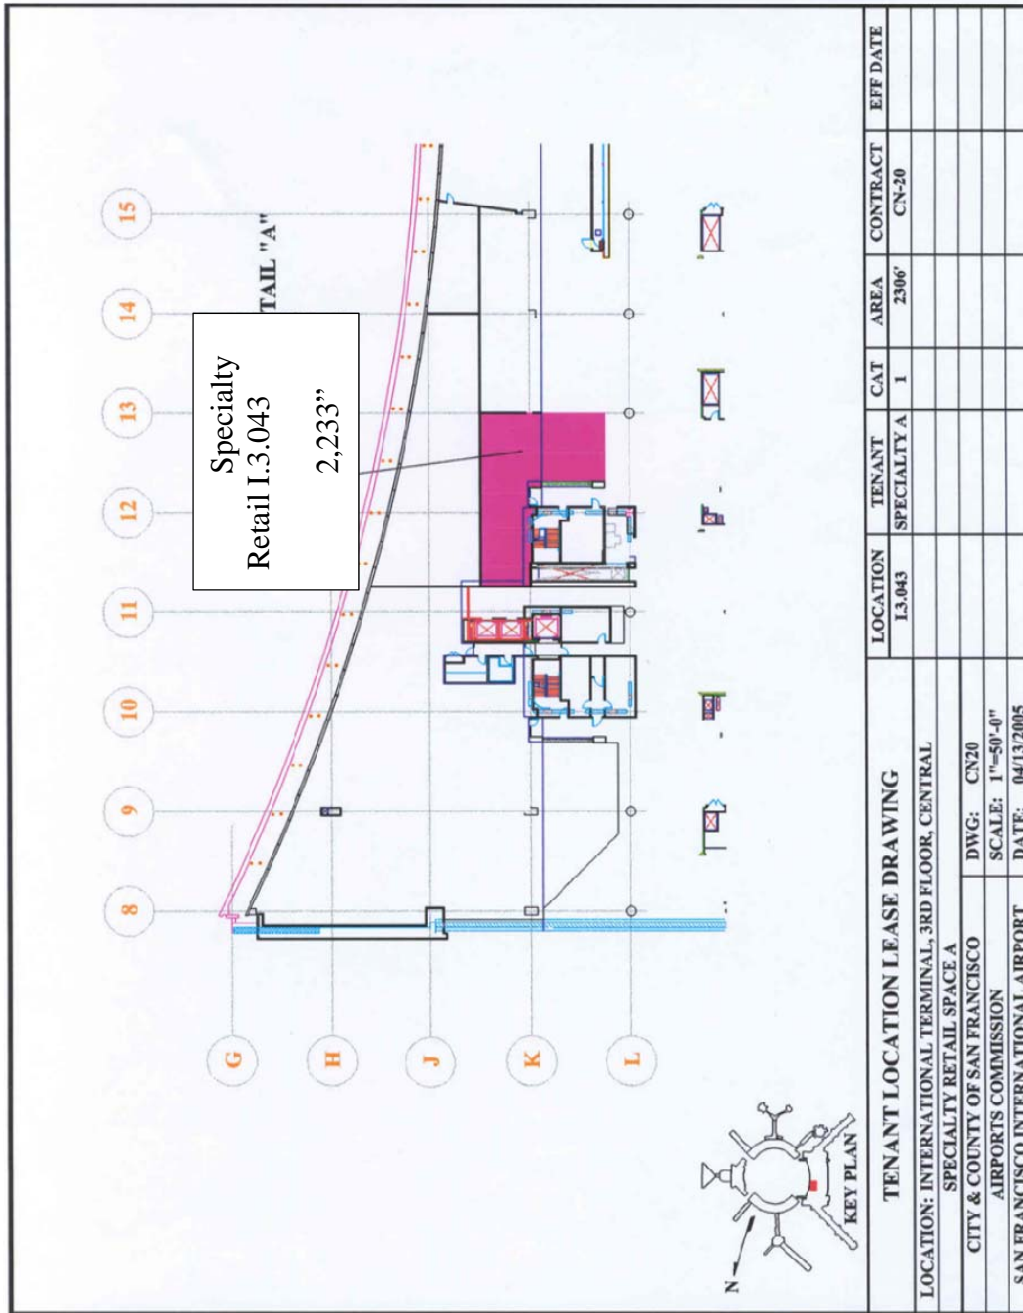 15
14
13
12
11
10
9
8
TAIL "A"
Specialty
Retail I.3.043
2,233”
G
H
J
K
L
N
KEY PLAN
TENANT LOCATION LEASE DRAWING
LOCATION: INTERNATIONAL TERMINAL, 3RD FLOOR, CENTRAL
SPECIALTY RETAIL SPACE A
CITY & COUNTY OF SAN FRANCISCO
AIRPORTS COMMISSION
SAN FRANCISCO INTERNATIONAL AIRPORT
DWG: CN20
SCALE: 1"=50'-0"
DATE: 04/13/2005
LOCATION TENANT CAT AREA CONTRACT EFF DATE
I.3.043 SPECIALTY A 1 2306' CN-20